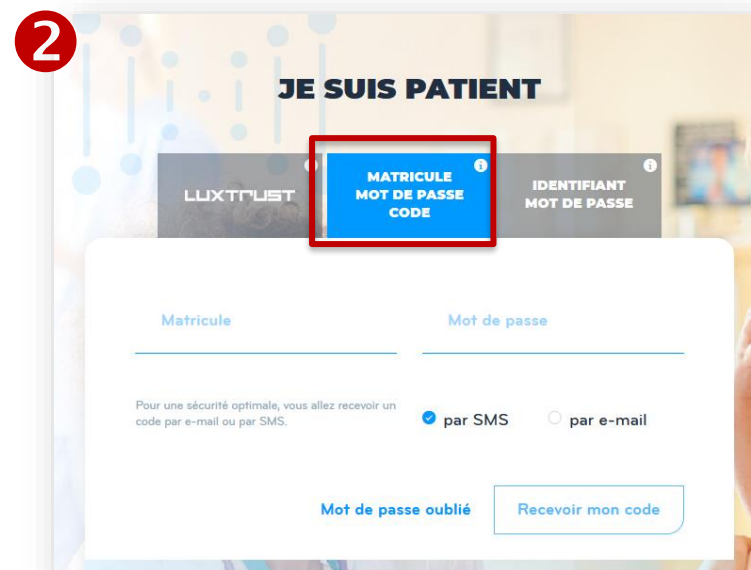 2
JE SUIS PATIENT
LUXTRUST
MATRICULE
MOT DE PASSE
CODE
IDENTIFIANT
MOT DE PASSE
Matricule
Mot de passe
Pour une sécurité optimale, vous allez recevoir un
code par e-mail ou par SMS.
par SMS
par e-mail
Mot de passe oublié
Recevoir mon code